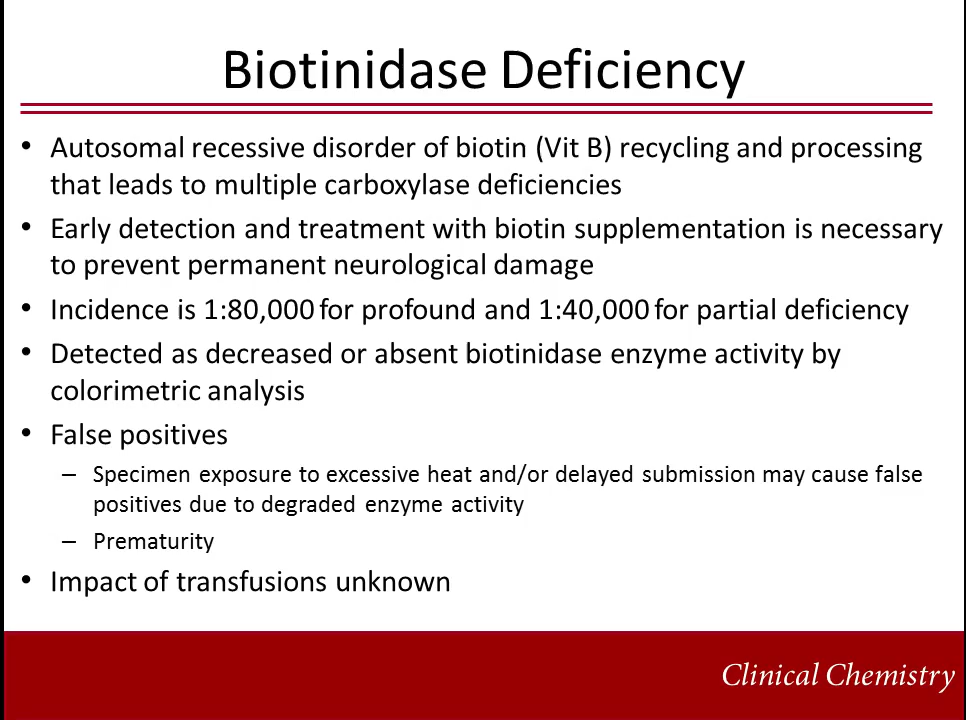 Biotinidase Deficiency
• Autosomal recessive disorder of biotin (Vit B) recycling and processing
that leads to multiple carboxylase deficiencies
• Early detection and treatment with biotin supplementation is necessary
to prevent permanent neurological damage
• Incidence is 1:80,000 for profound and 1:40,000 for partial deficiency
• Detected as decreased or absent biotinidase enzyme activity by
colorimetric analysis
• False positives
– Specimen exposure to excessive heat and/or delayed submission may cause false
positives due to degraded enzyme activity
– Prematurity
• Impact of transfusions unknown
Clinical Chemistry